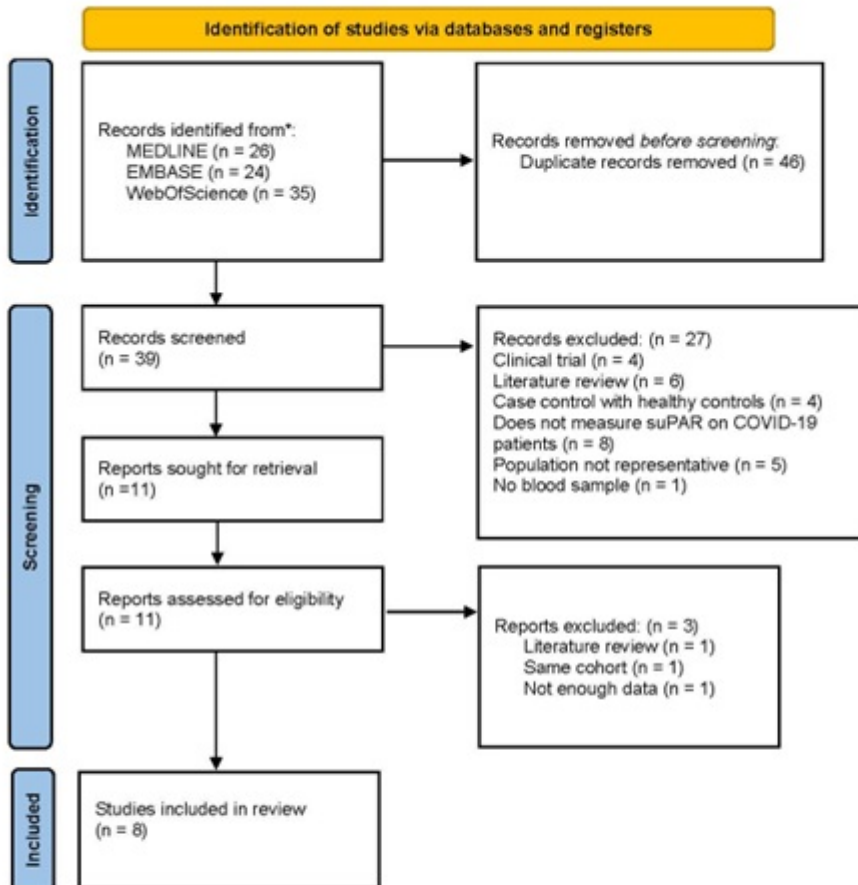 Identification of studies via databases and registers
Identification
Records identified from*:
MEDLINE (n = 26)
EMBASE (n = 24)
WebOfScience (n = 35)
Records removed before screening:
Duplicate records removed (n = 46)
Screening
Records screened
(n = 39)
Records excluded: (n = 27)
Clinical trial (n = 4)
Literature review (n = 6)
Case control with healthy controls (n = 4)
Does not measure suPAR on COVID-19
patients (n = 8)
Population not representative (n = 5)
No blood sample (n = 1)
Reports sought for retrieval
(n =11)
Reports assessed for eligibility
(n = 11)
Reports excluded: (n = 3)
Literature review (n = 1)
Same cohort (n = 1)
Not enough data (n = 1)
Included
Studies included in review
(n = 8)